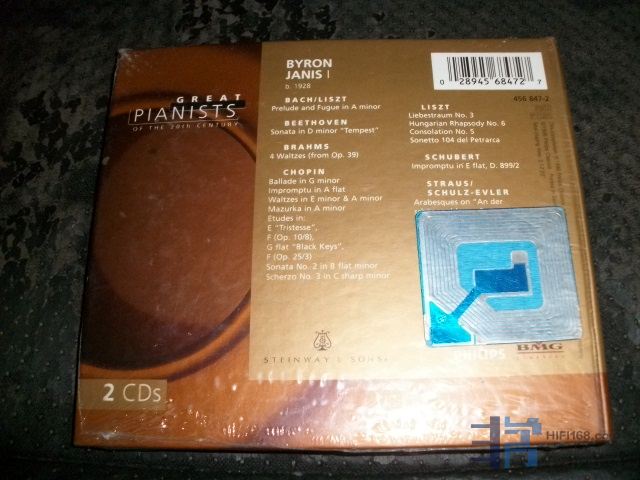 GREAT
PIANISTS
OF THE 20th CENTURY
2 CDs
BYRON
JANIS I
b. 1928
BACH/LISZT
Prelude and Fugue in A minor
BEETHOVEN
Sonata in D minor "Tempest"
BRAHMS
4 Waltzes (from Op. 39)
CHOPIN
Ballade in G minor
Impromptu in A flat
Waltzes in E minor & A minor
Mazurka in A minor
Etudes in:
E "Tristesse",
F (Op. 10/8),
G flat "Black Keys",
F (Op. 25/3)
Sonata No. 2 in B flat minor
Scherzo No. 3 in C sharp minor
STEINWAY & SONS
0 28945 68472 7
456 847-2
LISZT
Liebestraum No. 3
Hungarian Rhapsody No. 6
Consolation No. 5
Sonetto 104 del Petrarca
SCHUBERT
Impromptu in E flat, D. 899/2
STRAUS/
SCHULZ-EVLER
Arabesques on "An der
PHILIPS
BMG
HIFI168.co